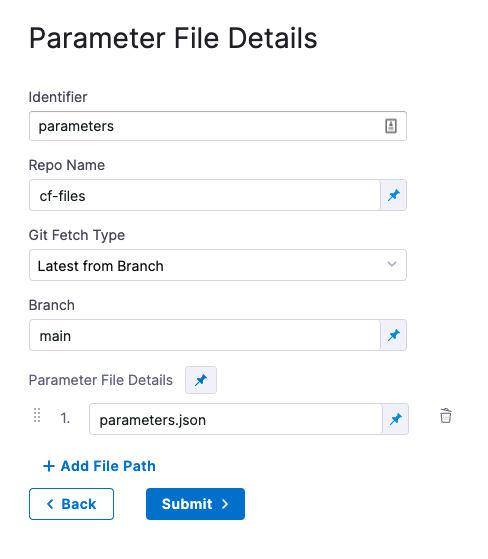 Parameter File Details
Identifier
parameters
Repo Name
cf-files
Git Fetch Type
Latest from Branch
Branch
main
Parameter File Details
1. parameters.json
+ Add File Path
Back Submit